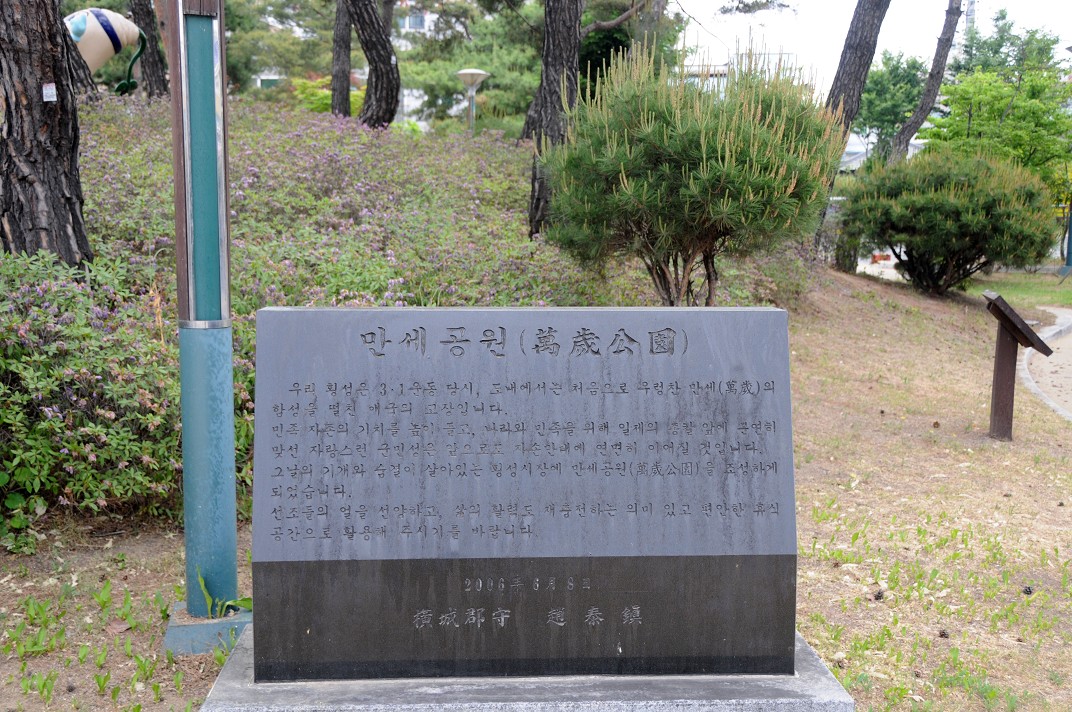 만세공원(萬歲公園)
우리 횡성은 3·1운동 당시, 도내에서는 처음으로 우렁찬 만세(萬歲)의
함성을 떨친 애국의 고장입니다.
민족 자존의 기치를 높이 들고, 나라와 민족을 위해 일제의 총칼 앞에 분연히
맞선 자랑스런 군민성은 앞으로도 자손만대에 면면히 이어질 것입니다.
그날의 기개와 숨결이 살아있는 횡성시장에 만세공원(萬歲公園)을 조성하게
되었습니다.
선조들의 얼을 선양하고, 삶의 활력도 재충전하는 의미 있고 편안한 휴식
공간으로 활용해 주시기를 바랍니다.
2006年 6月 8日
橫城郡守 趙泰鎭